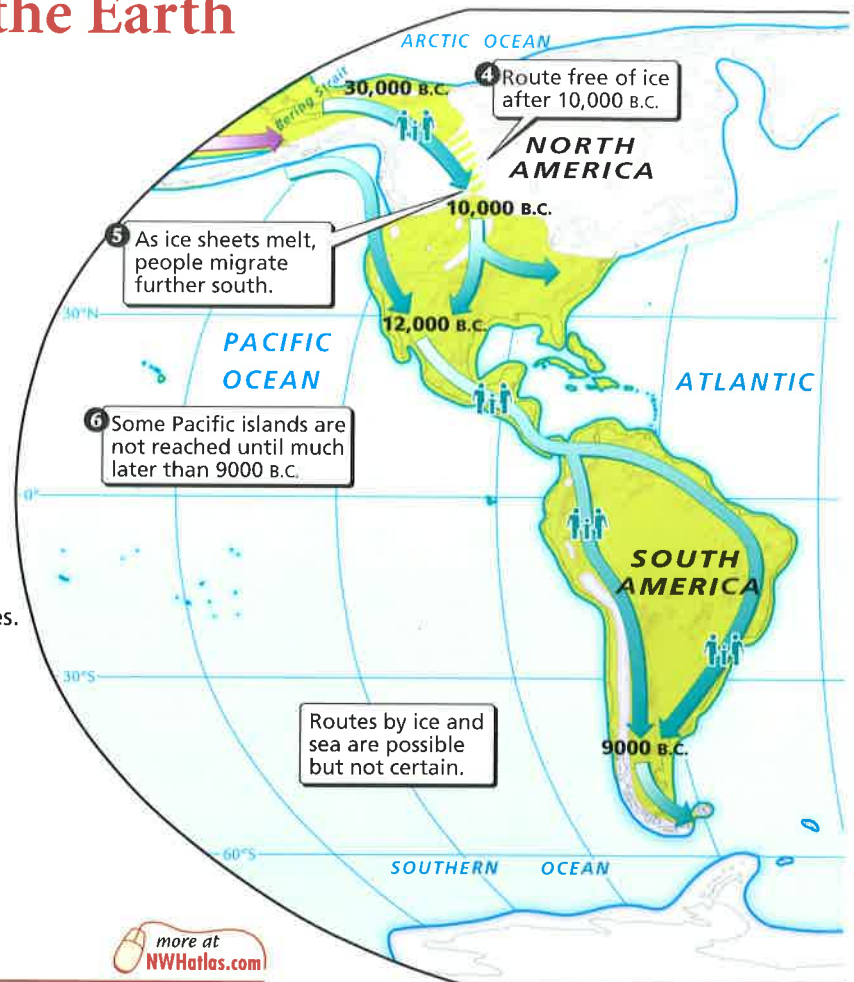 the Earth
ARCTIC OCEAN
Bering Strait
30,000 B.C.
4 Route free of ice
after 10,000 B.C.
NORTH
AMERICA
10,000 B.C.
5 As ice sheets melt,
people migrate
further south.
30°N
12,000 B.C.
PACIFIC
OCEAN
ATLANTIC
6 Some Pacific islands are
not reached until much
later than 9000 B.C.
0°
SOUTH
AMERICA
es.
30°S
Routes by ice and
sea are possible
but not certain.
9000 B.C.
60°S
SOUTHERN OCEAN
more at
NWHatlas.com